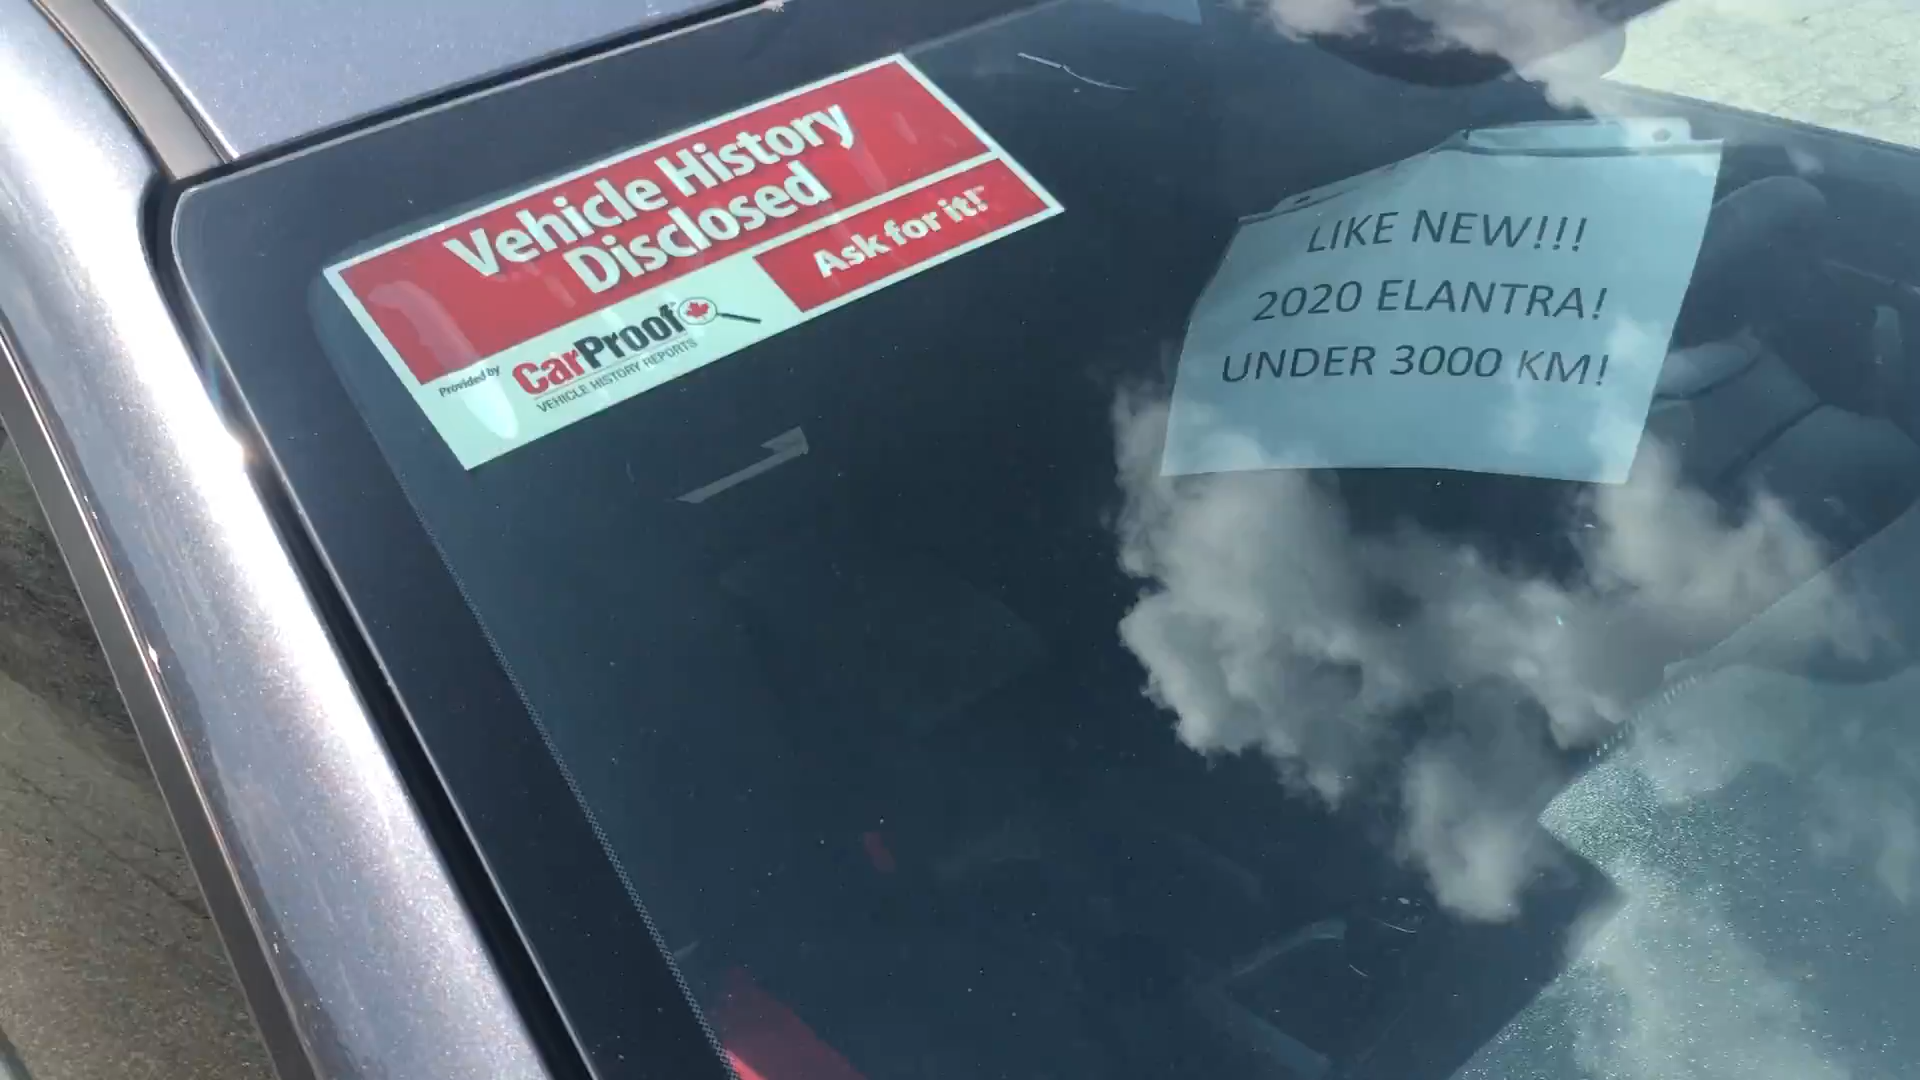 Vehicle History
Disclosed
Ask for it!
Provided by CarProof
VEHICLE HISTORY REPORTS
LIKE NEW!!!
2020 ELANTRA!
UNDER 3000 KM!